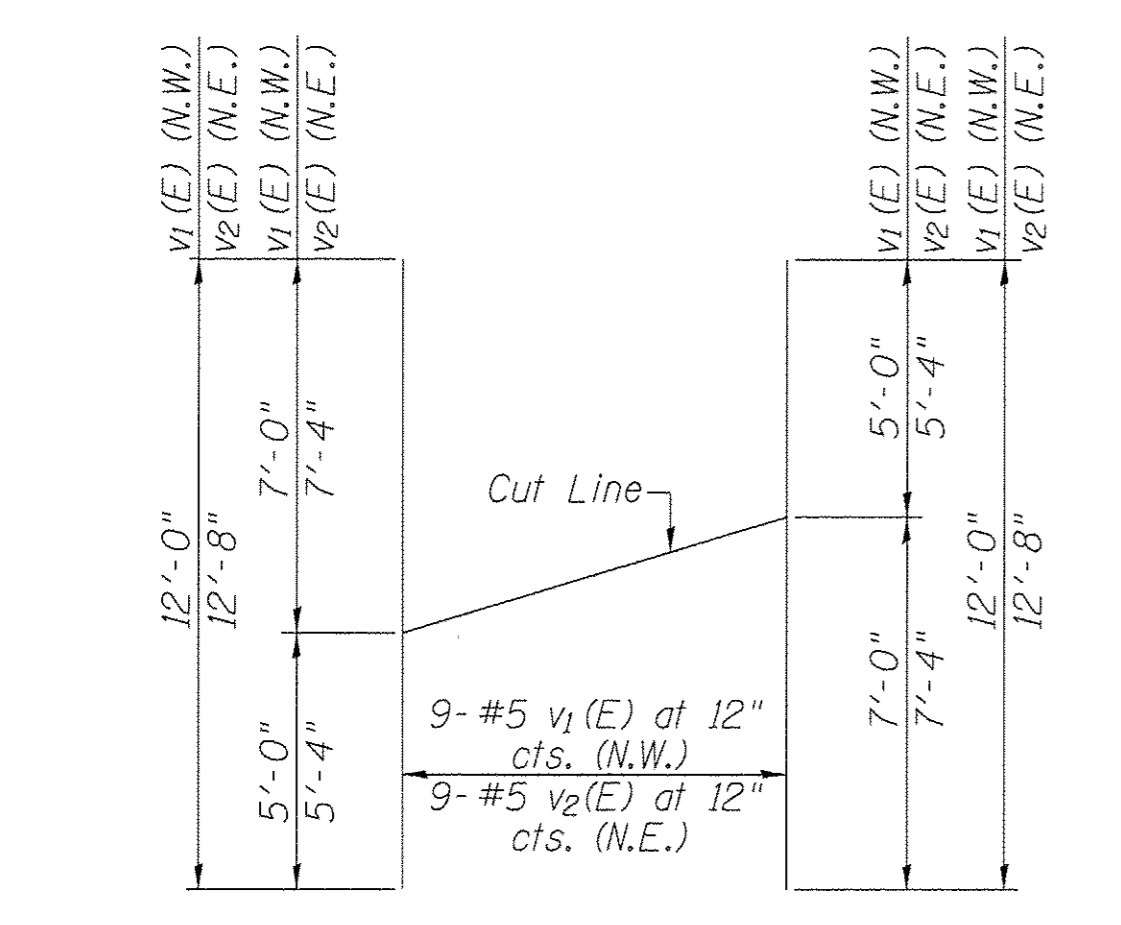 v1(E) (N.W.)
v2(E) (N.E.)
v1(E) (N.W.)
v2(E) (N.E.)
v1(E) (N.W.)
v2(E) (N.E.)
v1(E) (N.W.)
v2(E) (N.E.)
12'-0"
12'-8"
7'-0"
7'-4"
5'-0"
5'-4"
Cut Line
9- #5 v1(E) at 12"
cts. (N.W.)
9- #5 v2(E) at 12"
cts. (N.E.)
5'-0"
5'-4"
7'-0"
7'-4"
12'-0"
12'-8"